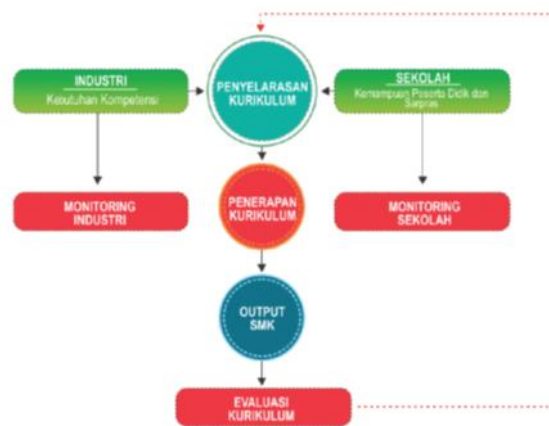 INDUSTRI
Kebutuhan Kompetensi
PENYELARASAN
KURIKULUM
SEKOLAH
Kemampuan Peserta Didik dan
Sarpras
MONITORING
INDUSTRI
PENERAPAN
KURIKULUM
MONITORING
SEKOLAH
OUTPUT
SMK
EVALUASI
KURIKULUM